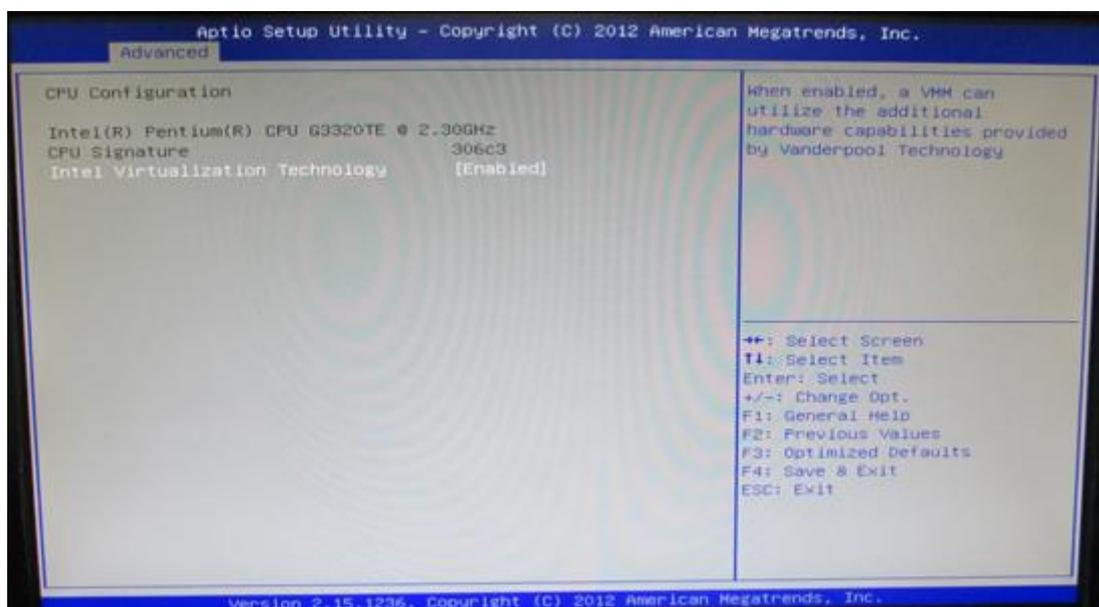 Aptio Setup Utility – Copyright (C) 2012 American Megatrends, Inc.
Advanced
CPU Configuration
Intel(R) Pentium(R) CPU G3320TE @ 2.30GHz
CPU Signature 306c3
Intel Virtualization Technology [Enabled]
When enabled, a VMM can
utilize the additional
hardware capabilities provided
by Vanderpool Technology
→←: Select Screen
↑↓: Select Item
Enter: Select
+/-: Change Opt.
F1: General Help
F2: Previous Values
F3: Optimized Defaults
F4: Save & Exit
ESC: Exit
Version 2.15.1236. Copyright (C) 2012 American Megatrends, Inc.